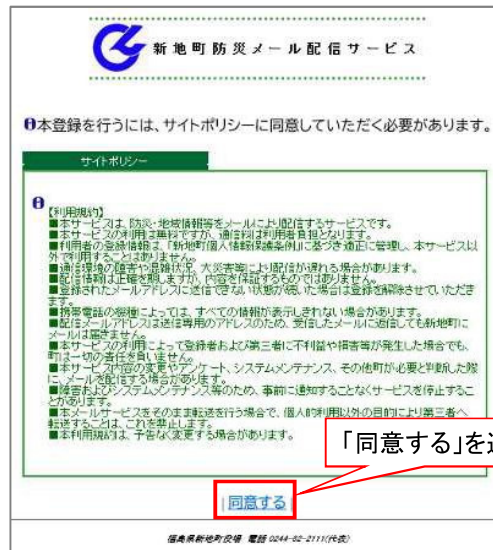 新地町防災メール配信サービス
本登録を行うには、サイトポリシーに同意していただく必要があります。
サイトポリシー
【利用規約】
■本サービスは、防災・地域情報等をメールにより配信するサービスです。
■本サービスの利用は無料ですが、通信料は利用者負担となります。
■利用者の登録情報は、「新地町個人情報保護条例」に基づき適正に管理し、本サービス以
外で利用することはありません。
■通信環境の障害や混雑状況、大災害等により配信が遅れる場合があります。
■配信情報は正確を期しますが、内容を保証するものではありません。
■登録されたメールアドレスに送信できない状態が続いた場合は登録を解除させていただき
ます。
■携帯電話の機種によっては、すべての情報が表示しきれない場合があります。
■配信メールアドレスは送信専用のアドレスのため、受信したメールに返信しても新地町に
メールは届きません。
■本サービスの利用によって登録者および第三者に不利益や損害等が発生した場合でも、
町は一切の責任を負いません。
■本サービス内容の変更やアンケート、システムメンテナンス、その他町が必要と判断した際
に、メールを配信する場合があります。
■障害およびシステムメンテナンス等のため、事前に通知することなくサービスを停止するこ
とがあります。
■本メールサービスをそのまま転送を行う場合で、個人的利用以外の目的により第三者へ
転送することは、これを禁止します。
■本利用規約は、予告なく変更する場合があります。
「同意する」を
|同意する|
福島県新地町役場 電話 0244-62-2111(代表)